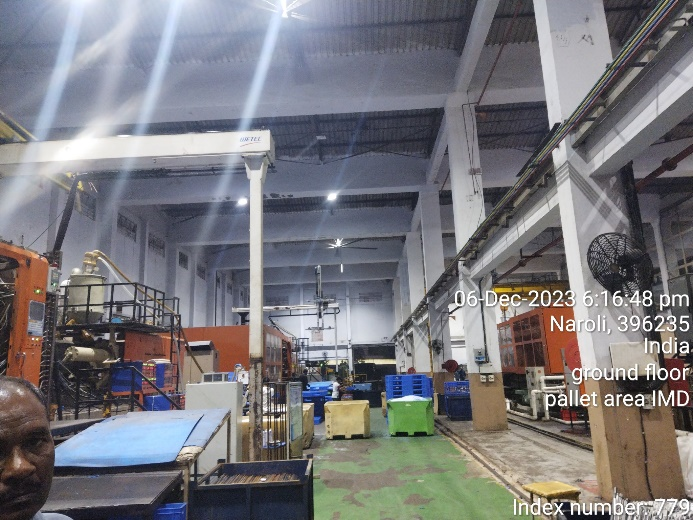 06-Dec-2023 6:16:48 pm
Naroli, 396235
India
ground floor
pallet area IMD
Index number: 779